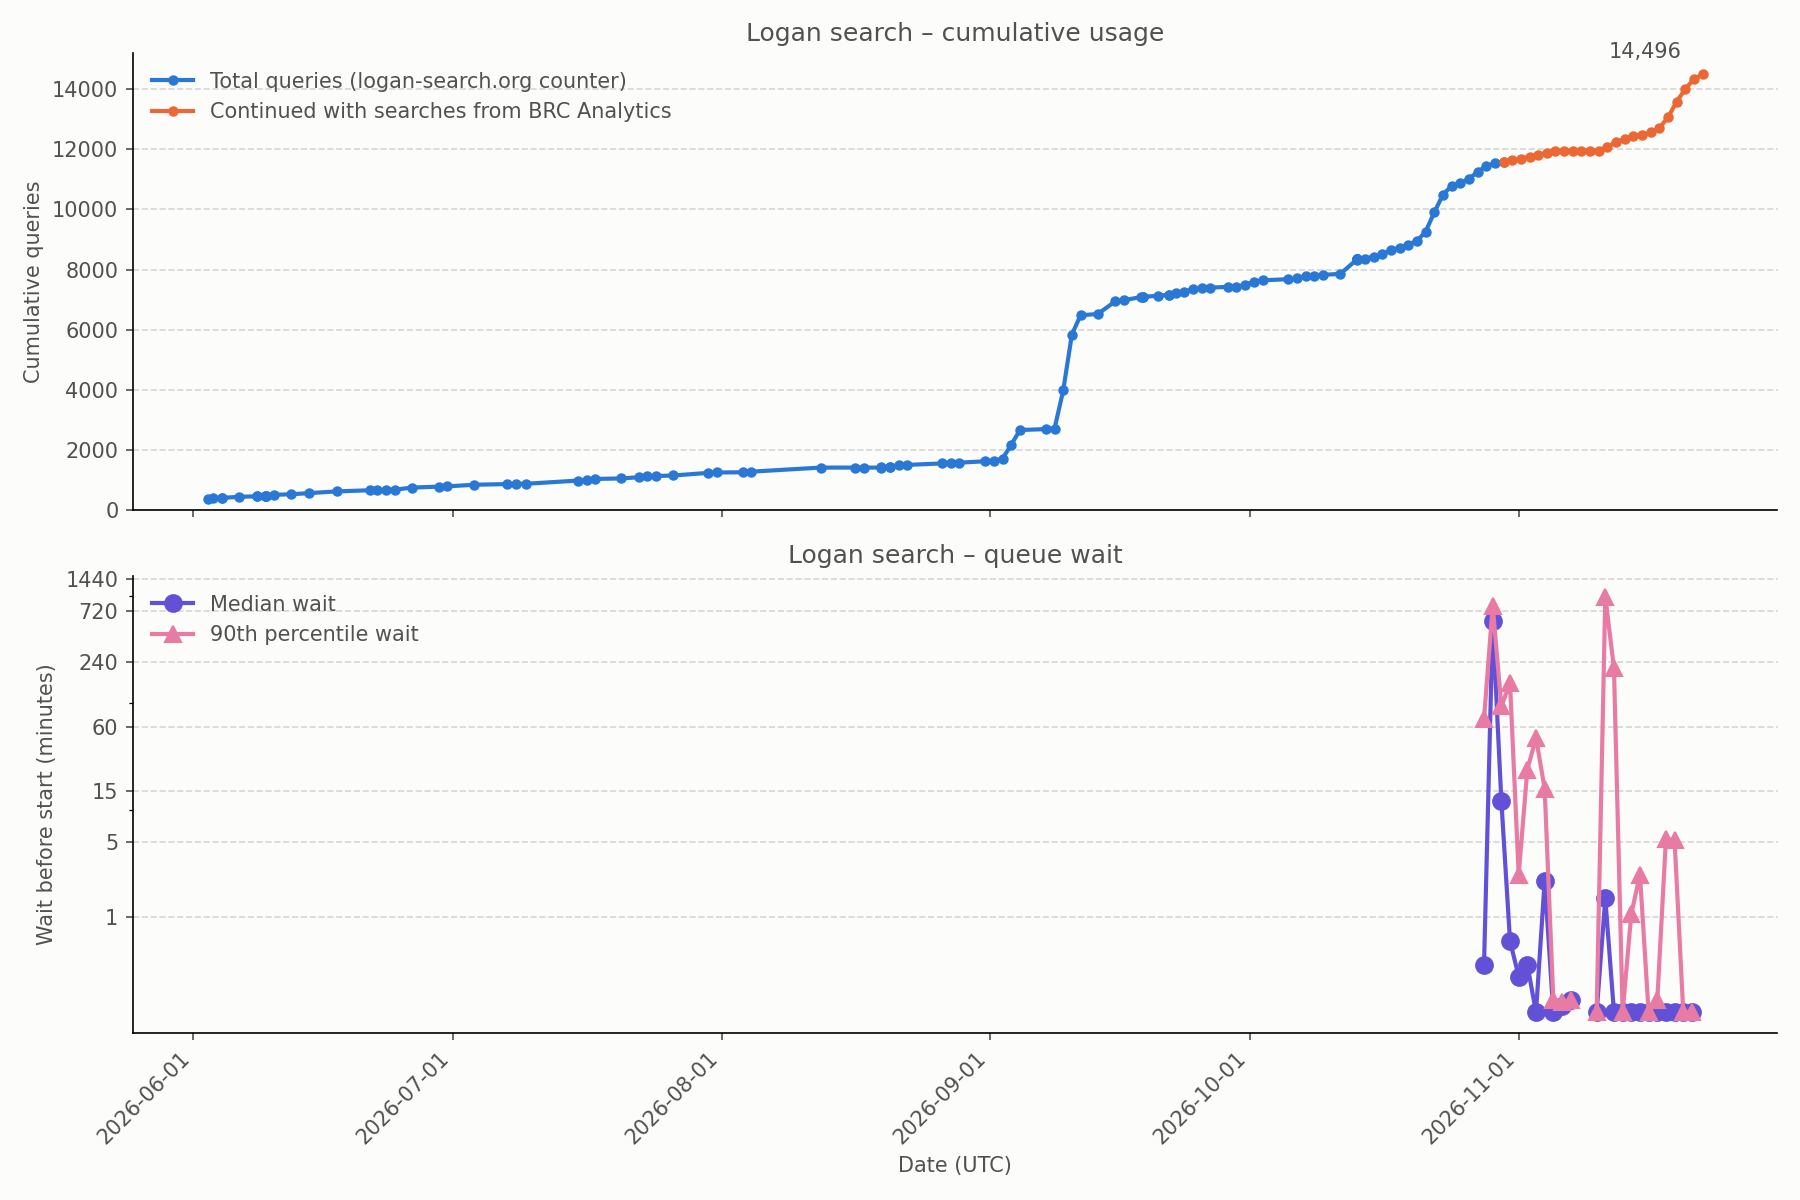 Logan search – cumulative usage
14,496
Total queries (logan-search.org counter)
Continued with searches from BRC Analytics
Cumulative queries
14000
12000
10000
8000
6000
4000
2000
0
Logan search – queue wait
Median wait
90th percentile wait
Wait before start (minutes)
1440
720
240
60
15
5
1
2026-06-01
2026-07-01
2026-08-01
2026-09-01
2026-10-01
2026-11-01
Date (UTC)